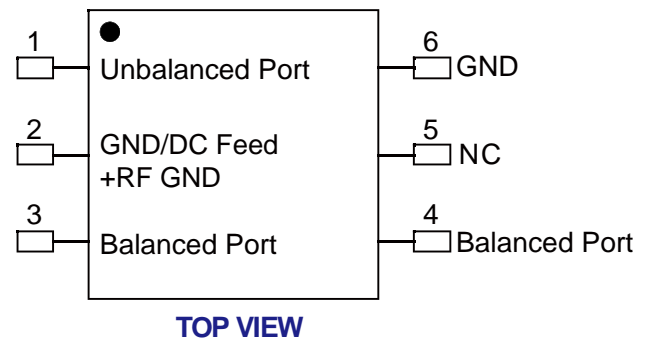 1
Unbalanced Port
6
GND
2
GND/DC Feed
+RF GND
5
NC
3
Balanced Port
4
Balanced Port
TOP VIEW